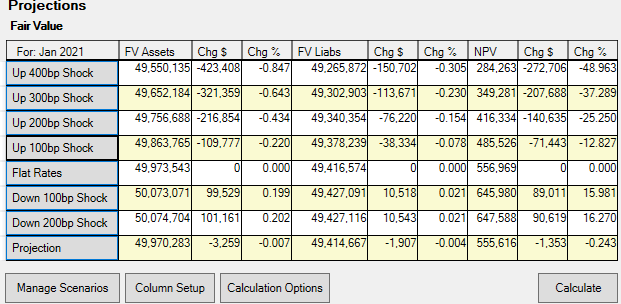 Projections
Fair Value
For: Jan 2021 FV Assets Chg $ Chg % FV Liabs Chg $ Chg % NPV Chg $ Chg %
Up 400bp Shock 49,550,135 -423,408 -0.847 49,265,872 -150,702 -0.305 284,263 -272,706 -48.963
Up 300bp Shock 49,652,184 -321,359 -0.643 49,302,903 -113,671 -0.230 349,281 -207,688 -37.289
Up 200bp Shock 49,756,688 -216,854 -0.434 49,340,354 -76,220 -0.154 416,334 -140,635 -25.250
Up 100bp Shock 49,863,765 -109,777 -0.220 49,378,239 -38,334 -0.078 485,526 -71,443 -12.827
Flat Rates 49,973,543 0 0.000 49,416,574 0 0.000 556,969 0 0.000
Down 100bp Shock 50,073,071 99,529 0.199 49,427,091 10,518 0.021 645,980 89,011 15.981
Down 200bp Shock 50,074,704 101,161 0.202 49,427,116 10,543 0.021 647,588 90,619 16.270
Projection 49,970,283 -3,259 -0.007 49,414,667 -1,907 -0.004 555,616 -1,353 -0.243
Manage Scenarios Column Setup Calculation Options Calculate